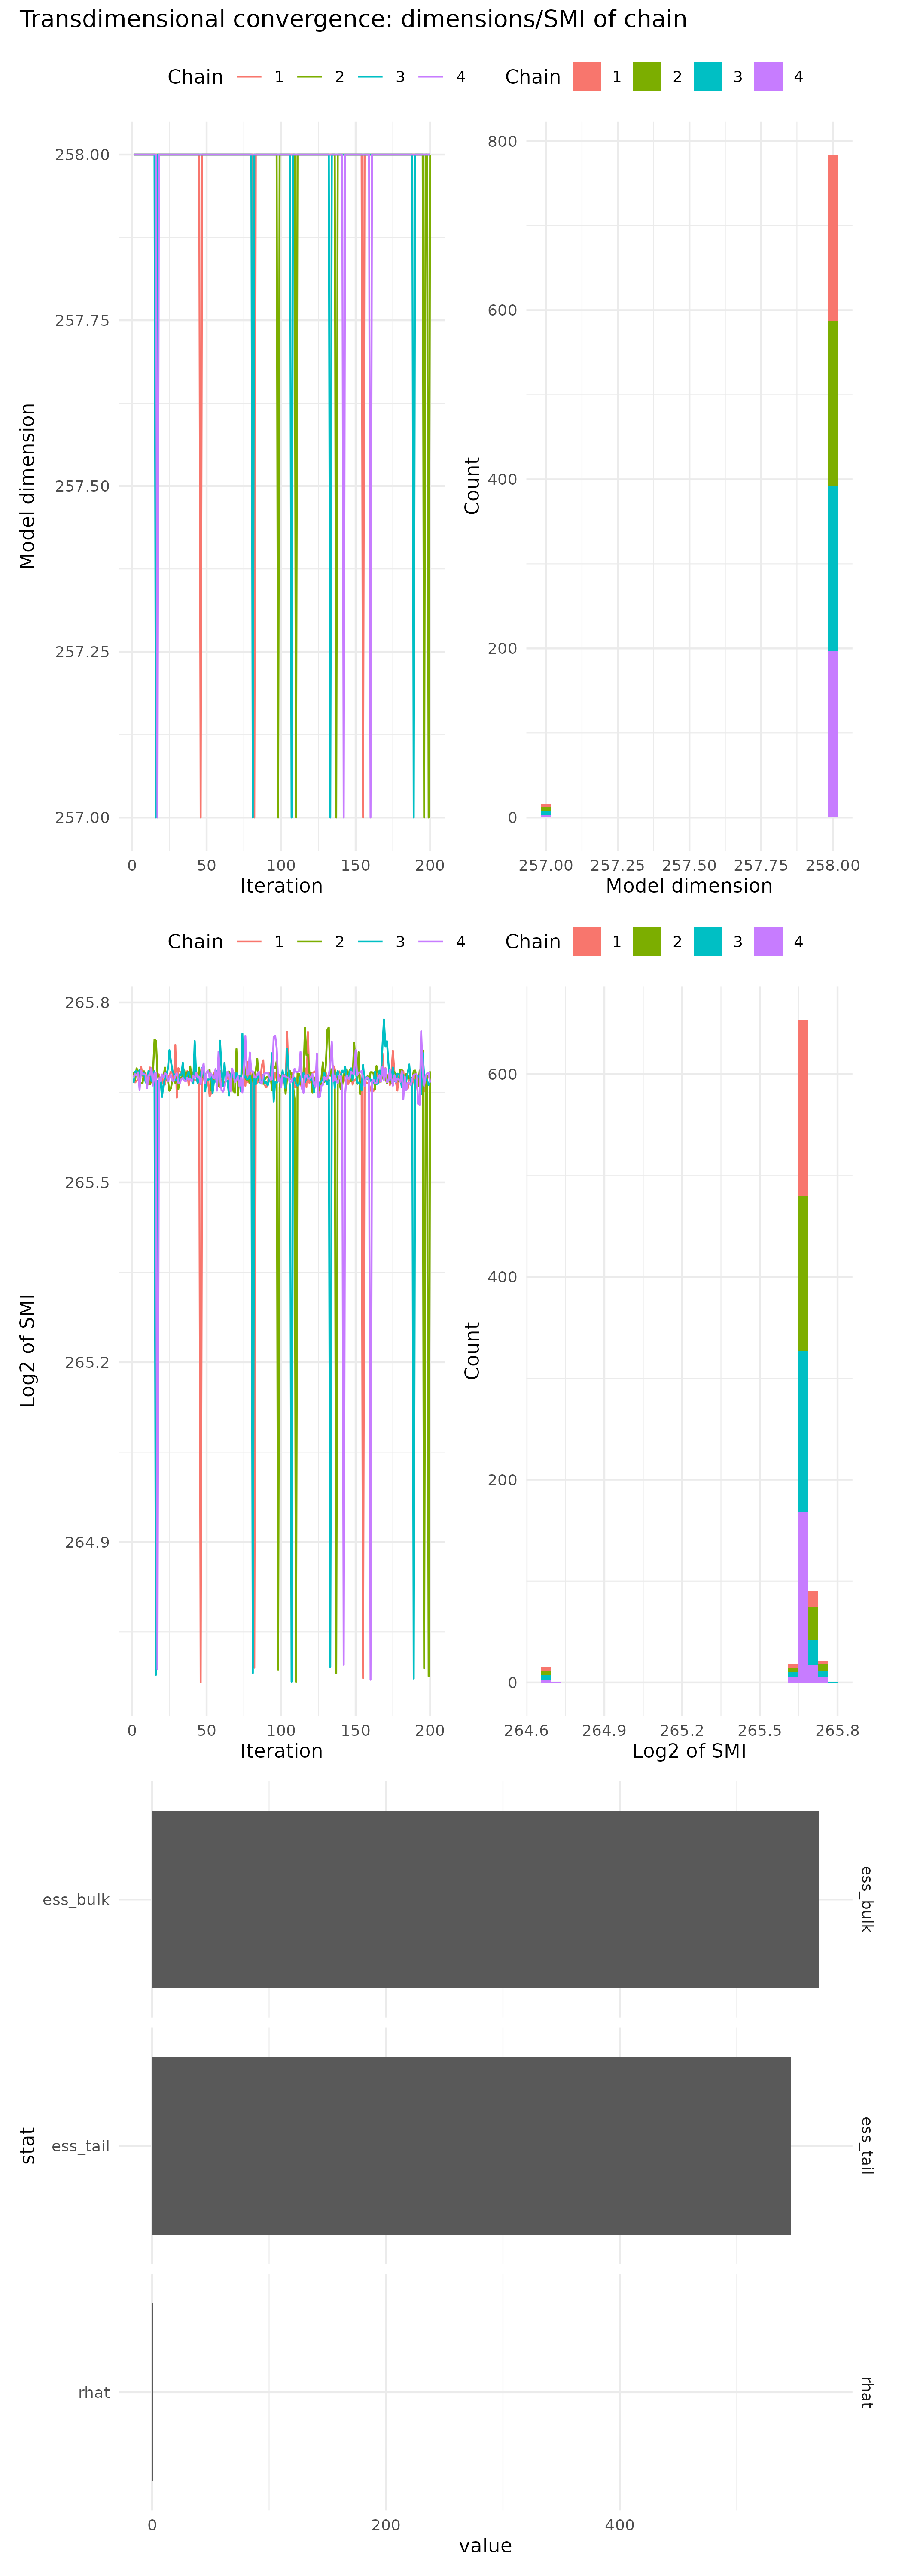 Transdimensional convergence: dimensions/SMI of chain
Chain 1 2 3 4
Chain 1 2 3 4
258.00
257.75
257.50
257.25
257.00
Model dimension
0 50 100 150 200
Iteration
800
600
400
200
0
Count
257.00 257.25 257.50 257.75 258.00
Model dimension
Chain 1 2 3 4
Chain 1 2 3 4
265.8
265.5
265.2
264.9
Log2 of SMI
0 50 100 150 200
Iteration
600
400
200
0
Count
264.6 264.9 265.2 265.5 265.8
Log2 of SMI
ess_bulk
ess_bulk
stat
ess_tail
ess_tail
rhat
rhat
0 200 400
value